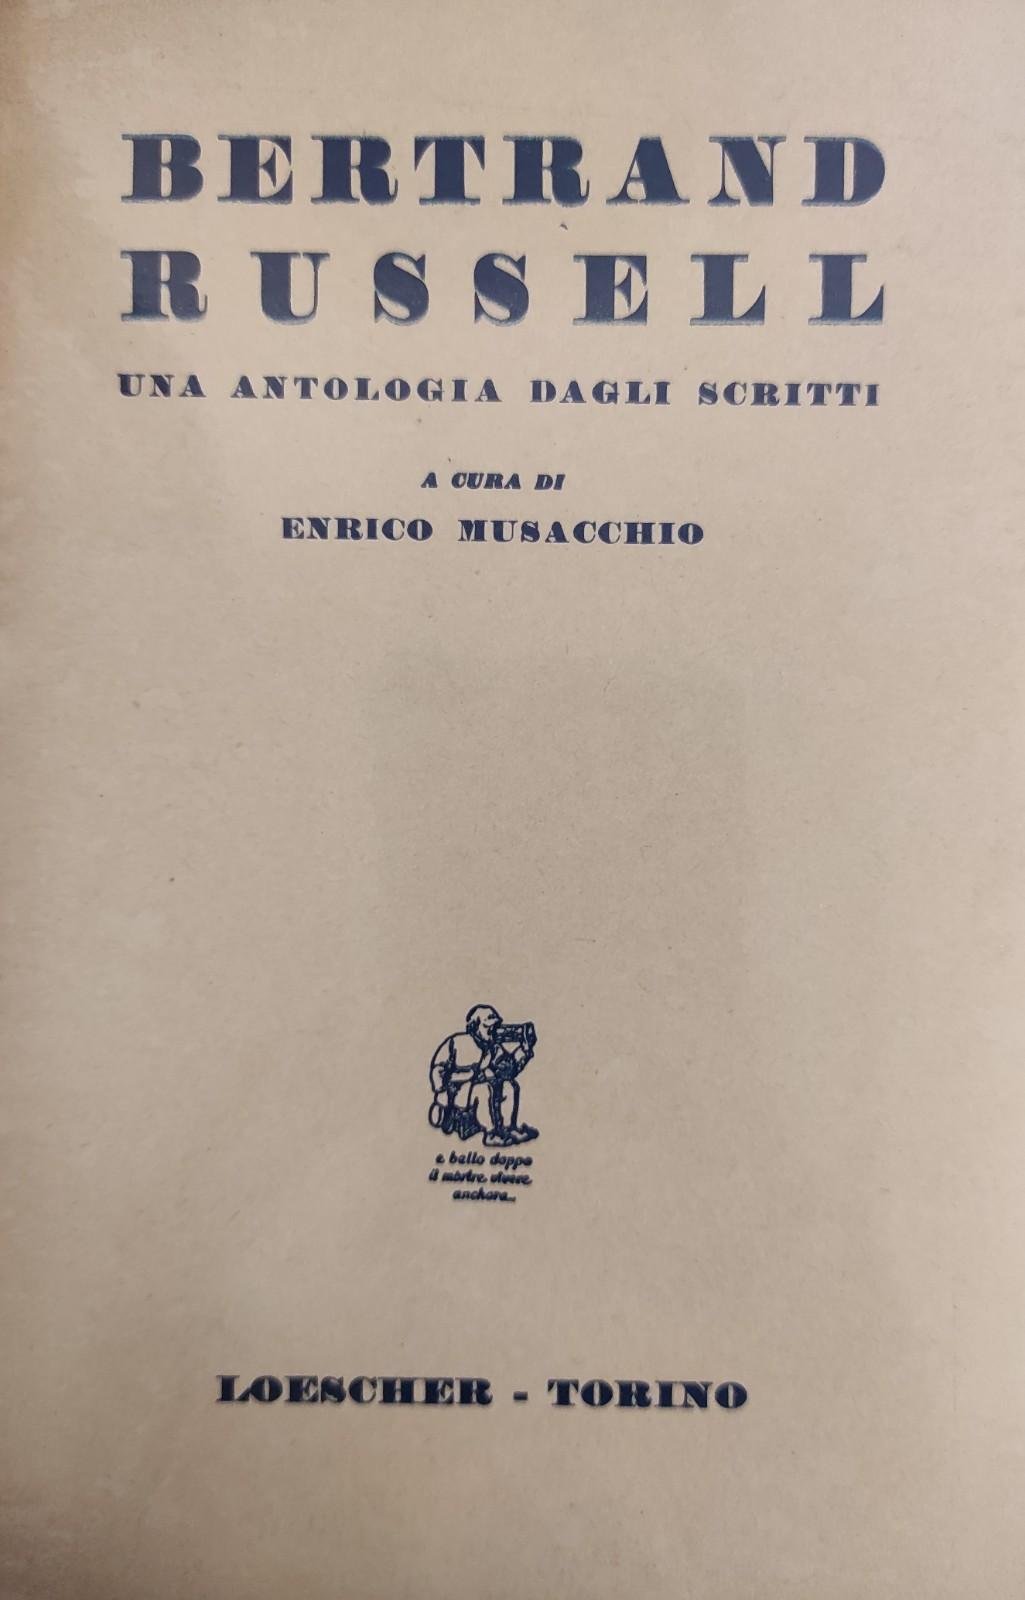 BERTRAND
RUSSELL
UNA ANTOLOGIA DAGLI SCRITTI
A CURA DI
ENRICO MUSACCHIO
e bello doppo
il morire vivere
anchora...
LOESCHER - TORINO